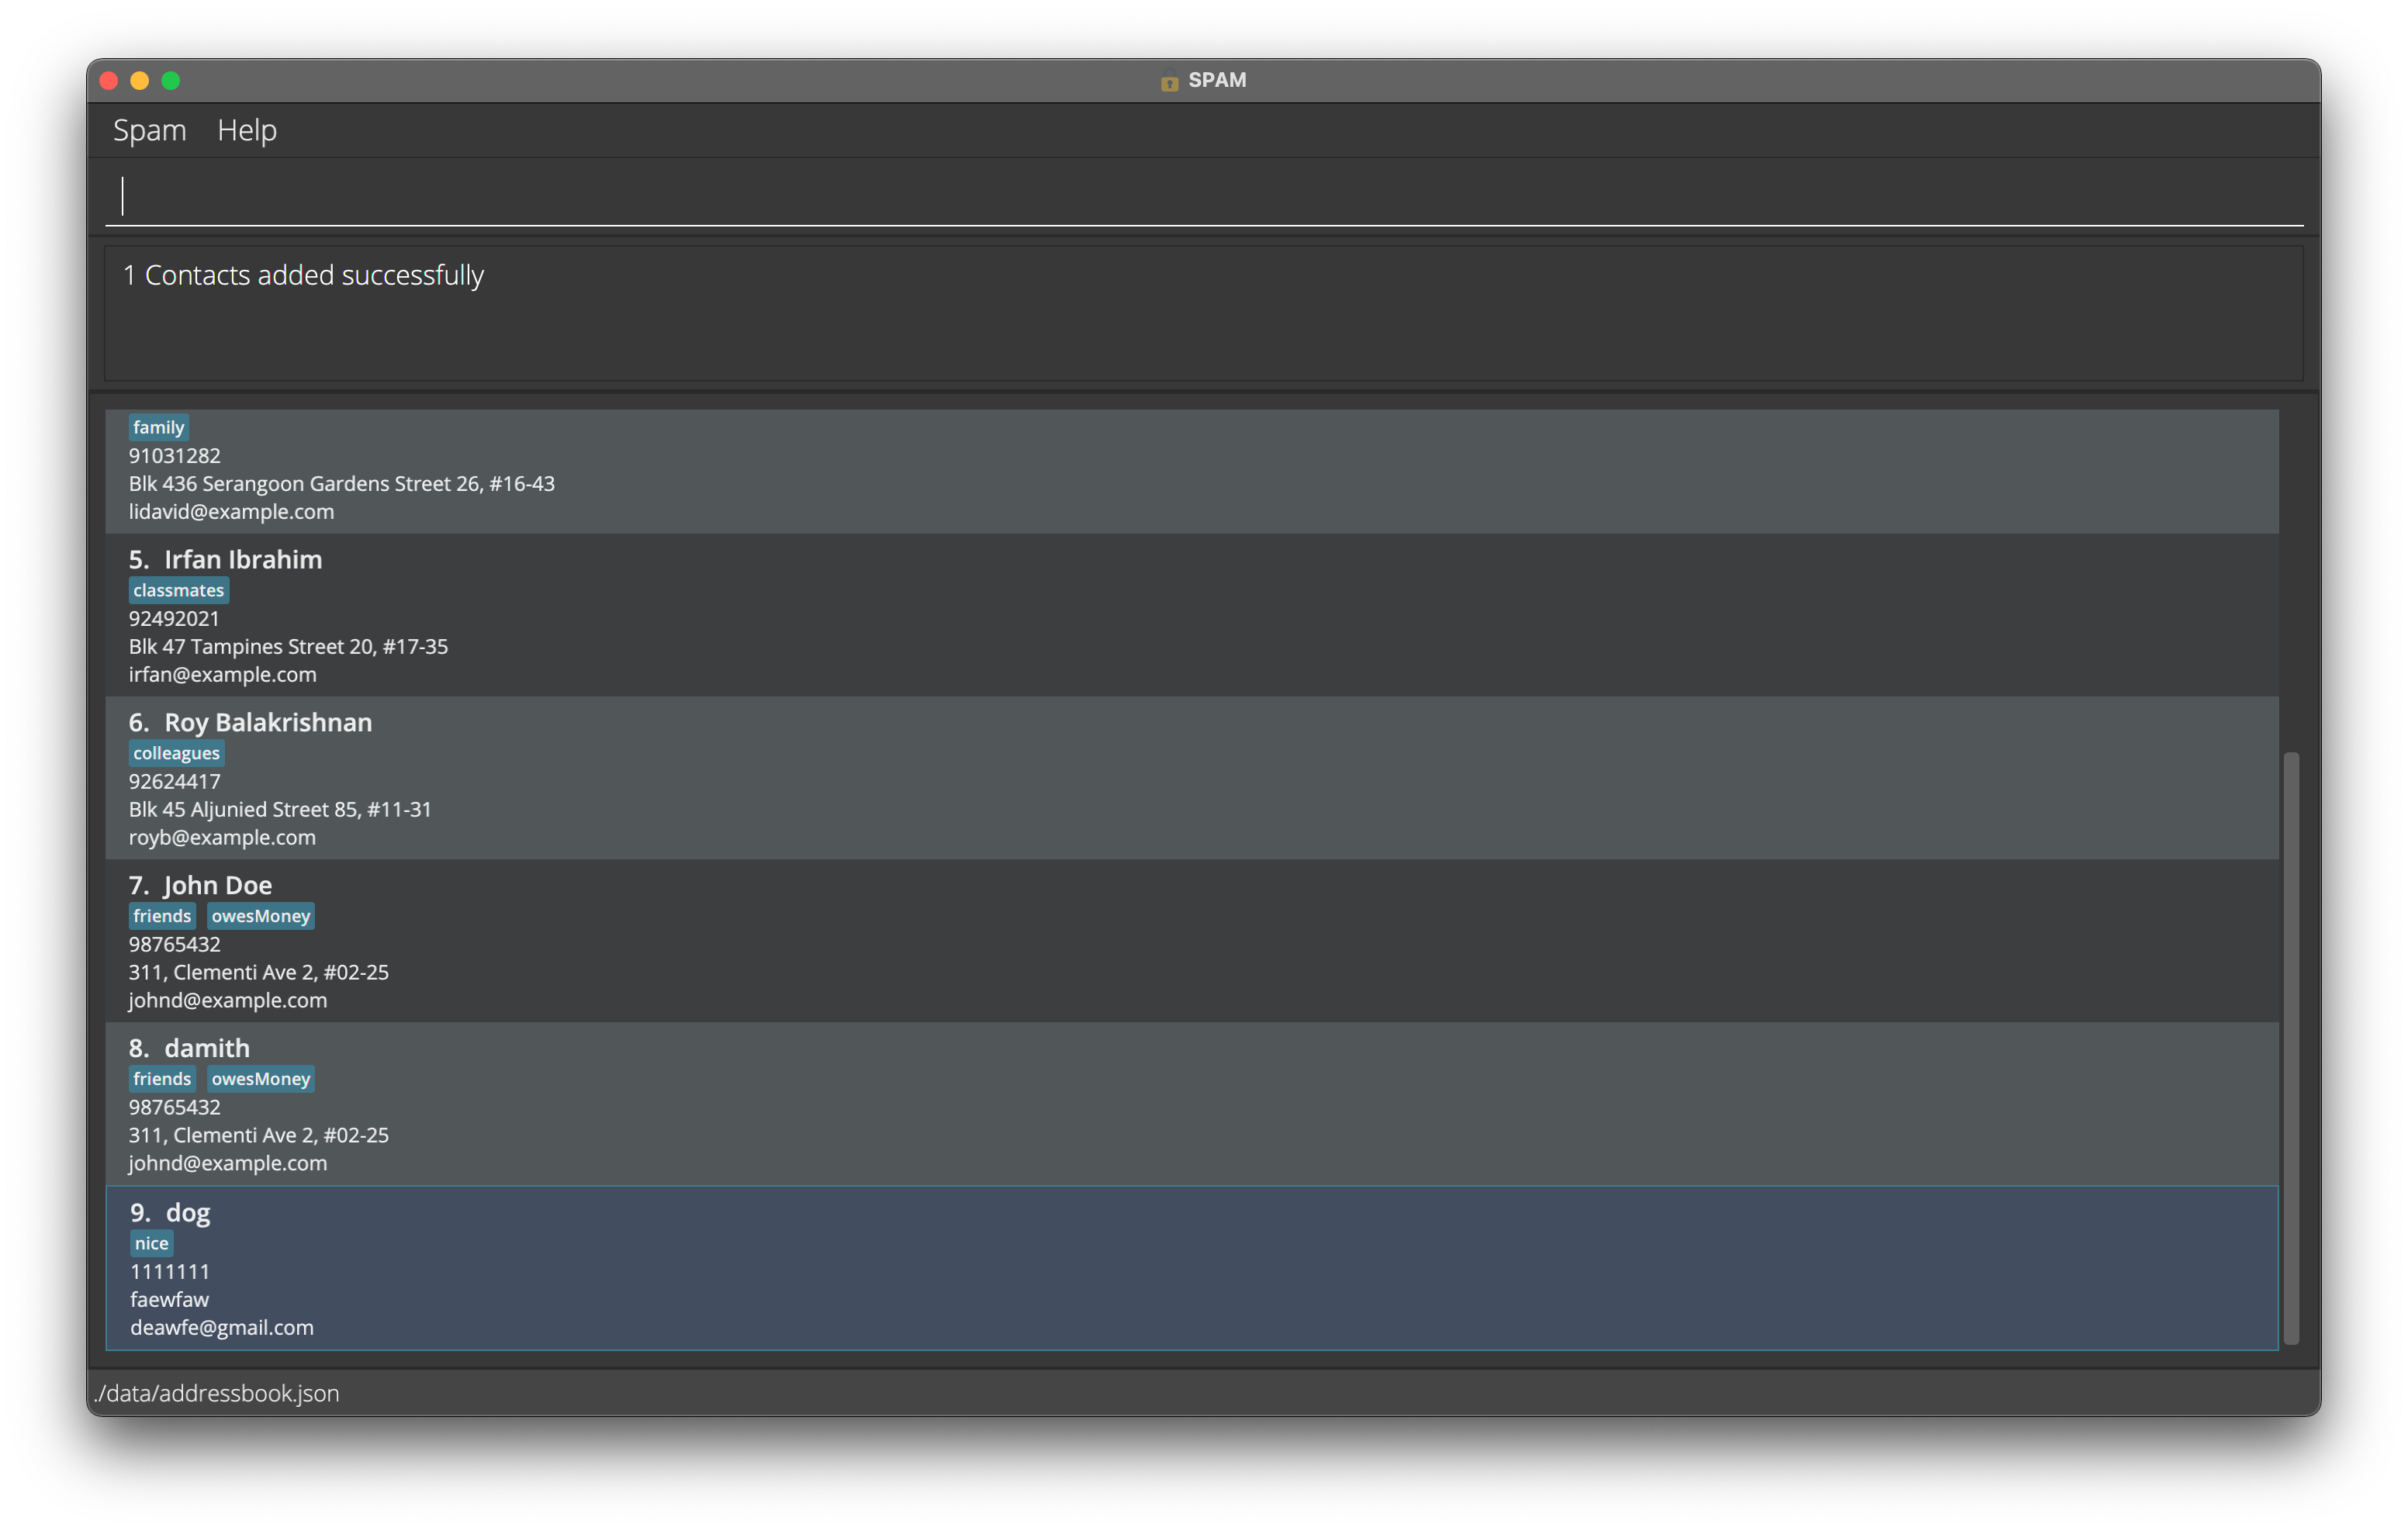 SPAM
Spam Help
1 Contacts added successfully
family
91031282
Blk 436 Serangoon Gardens Street 26, #16-43
lidavid@example.com
5. Irfan Ibrahim
classmates
92492021
Blk 47 Tampines Street 20, #17-35
irfan@example.com
6. Roy Balakrishnan
colleagues
92624417
Blk 45 Aljunied Street 85, #11-31
royb@example.com
7. John Doe
friends owesMoney
98765432
311, Clementi Ave 2, #02-25
johnd@example.com
8. damith
friends owesMoney
98765432
311, Clementi Ave 2, #02-25
johnd@example.com
9. dog
nice
1111111
faewfaw
deawfe@gmail.com
./data/addressbook.json